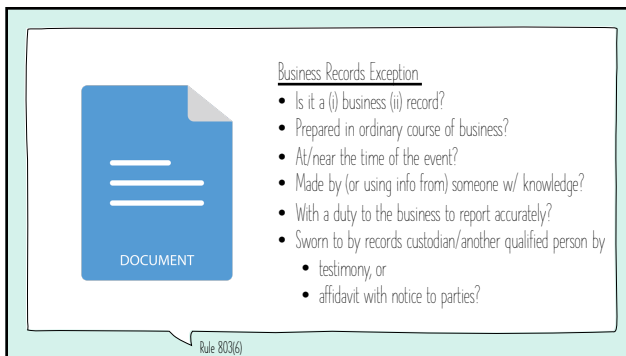 Business Records Exception
• Is it a (i) business (ii) record?
• Prepared in ordinary course of business?
• At/near the time of the event?
• Made by (or using info from) someone w/ knowledge?
• With a duty to the business to report accurately?
• Sworn to by records custodian/another qualified person by
• testimony, or
• affidavit with notice to parties?
DOCUMENT
Rule 803(6)